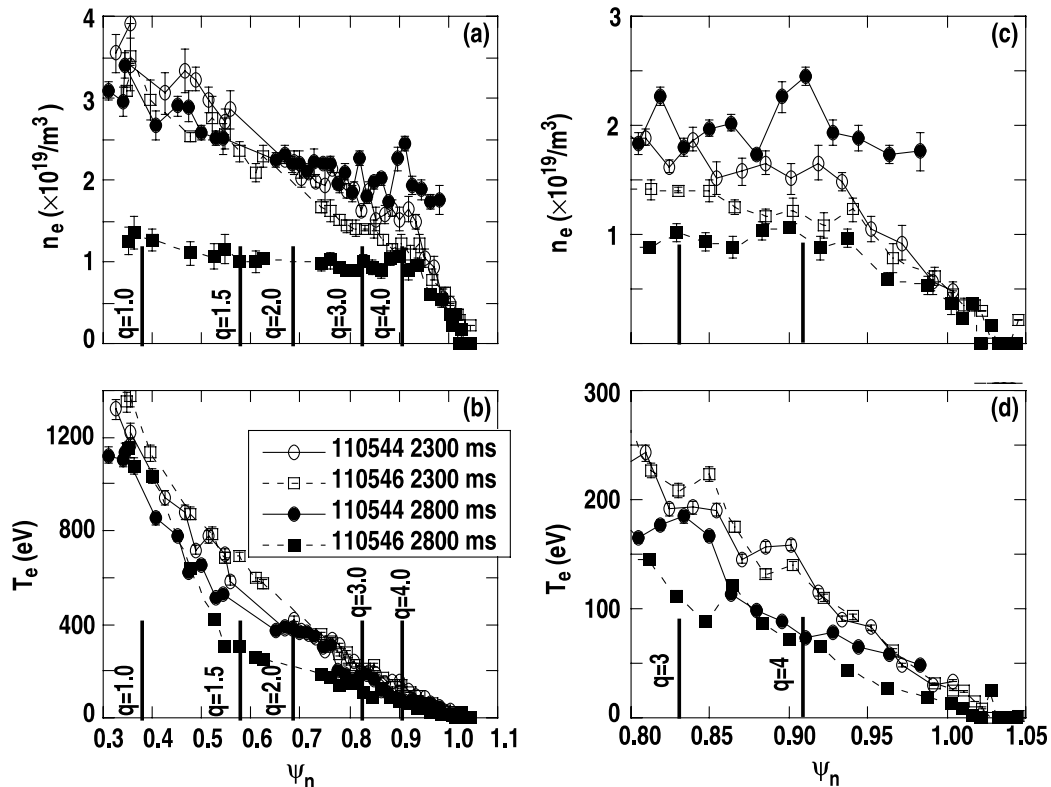 (a)
4
3
2
1
0
n_e (×10^19/m^3)
q=1.0
q=1.5
q=2.0
q=3.0
q=4.0
(c)
3
2
1
n_e (×10^19/m^3)
(b)
1200
800
400
0
T_e (eV)
110544 2300 ms
110546 2300 ms
110544 2800 ms
110546 2800 ms
q=1.0
q=1.5
q=2.0
q=3.0
q=4.0
0.3 0.4 0.5 0.6 0.7 0.8 0.9 1.0
ψ_n
(d)
300
250
200
150
100
50
0
T_e (eV)
q=3
q=4
0.80 0.85 0.90 0.95 1.00 1.05
ψ_n